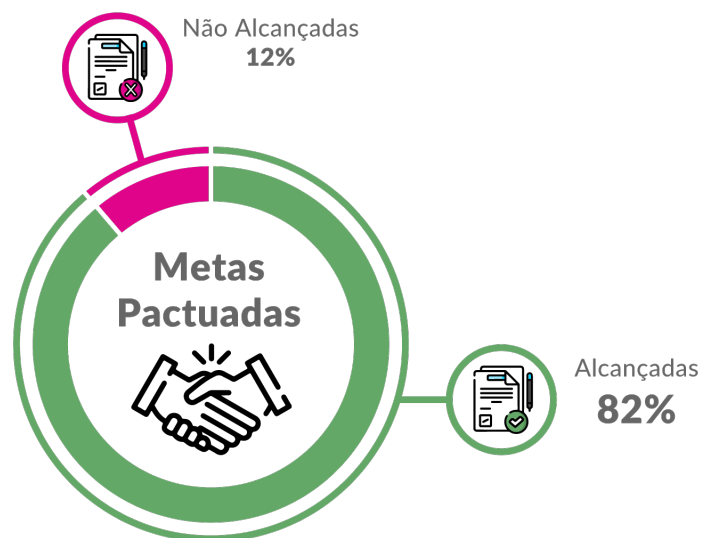 Não Alcançadas
12%
Metas
Pactuadas
Alcançadas
82%